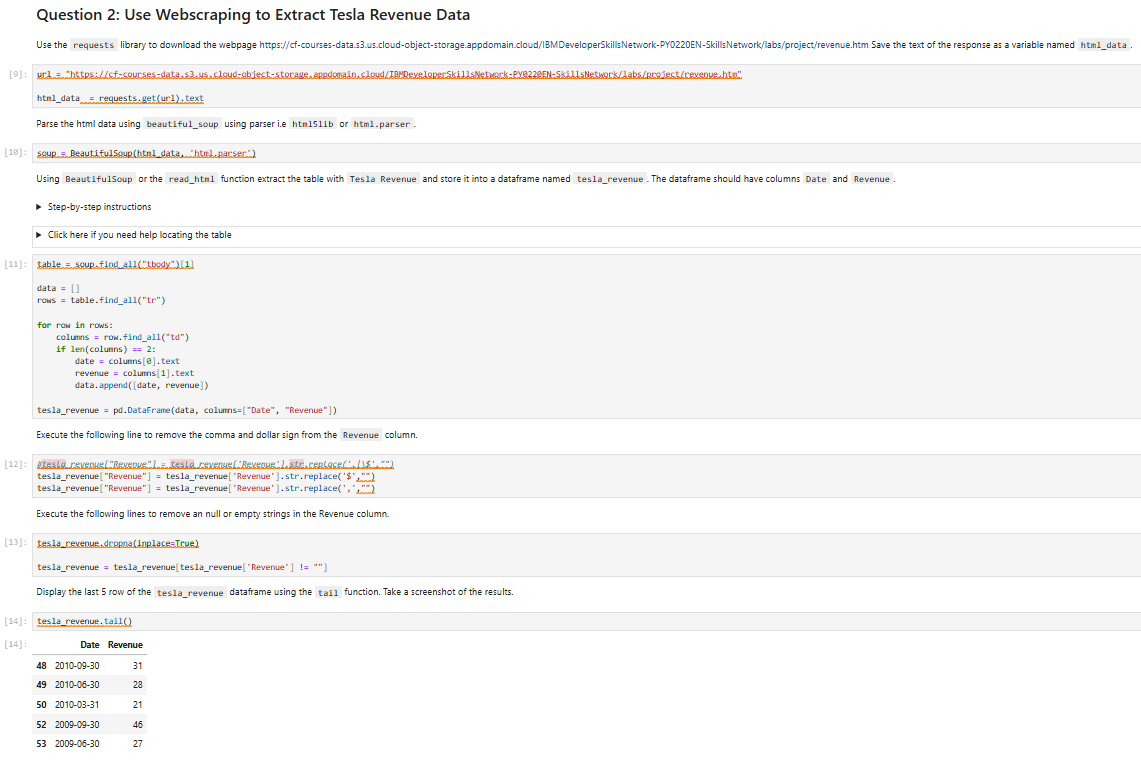 Question 2: Use Webscraping to Extract Tesla Revenue Data
Use the requests library to download the webpage https://cf-courses-data.s3.us.cloud-object-storage.appdomain.cloud/IBMDeveloperSkillsNetwork-PY0220EN-SkillsNetwork/labs/project/revenue.htm Save the text of the response as a variable named html_data.
[9]: url = "https://cf-courses-data.s3.us.cloud-object-storage.appdomain.cloud/IBMDeveloperSkillsNetwork-PY0220EN-SkillsNetwork/labs/project/revenue.htm"
html_data  = requests.get(url).text
Parse the html data using beautiful_soup using parser i.e html5lib or html.parser.
[10]: soup = BeautifulSoup(html_data, 'html.parser')
Using BeautifulSoup or the read_html function extract the table with Tesla Revenue and store it into a dataframe named tesla_revenue. The dataframe should have columns Date and Revenue.
▶ Step-by-step instructions
▶ Click here if you need help locating the table
[11]: table = soup.find_all("tbody")[1]
data = []
rows = table.find_all("tr")
for row in rows:
    columns = row.find_all("td")
    if len(columns) == 2:
        date = columns[0].text
        revenue = columns[1].text
        data.append([date, revenue])
tesla_revenue = pd.DataFrame(data, columns=["Date", "Revenue"])
Execute the following line to remove the comma and dollar sign from the Revenue column.
[12]: #tesla_revenue["Revenue"] = tesla_revenue['Revenue'].str.replace(',|\$',"")
tesla_revenue["Revenue"] = tesla_revenue['Revenue'].str.replace('$',"")
tesla_revenue["Revenue"] = tesla_revenue['Revenue'].str.replace(',',"")
Execute the following lines to remove an null or empty strings in the Revenue column.
[13]: tesla_revenue.dropna(inplace=True)
tesla_revenue = tesla_revenue[tesla_revenue['Revenue'] != ""]
Display the last 5 row of the tesla_revenue dataframe using the tail function. Take a screenshot of the results.
[14]: tesla_revenue.tail()
[14]: Date Revenue
48 2010-09-30 31
49 2010-06-30 28
50 2010-03-31 21
52 2009-09-30 46
53 2009-06-30 27